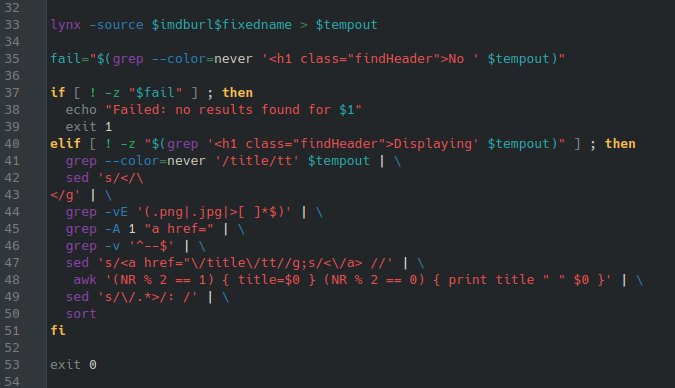 32
33 lynx -source $imdburl$fixedname > $tempout
34
35 fail="$(grep --color=never '<h1 class="findHeader">No ' $tempout)"
36
37 if [ ! -z "$fail" ] ; then
38   echo "Failed: no results found for $1"
39   exit 1
40 elif [ ! -z "$(grep '<h1 class="findHeader">Displaying' $tempout)" ] ; then
41   grep --color=never '/title/tt' $tempout | \
42   sed 's/</\
43 </g' | \
44   grep -vE '(.png|.jpg|>[ ]*$)' | \
45   grep -A 1 "a href=" | \
46   grep -v '^--$' | \
47   sed 's/<a href="\/title\/tt//g;s/<\/a> //' | \
48    awk '(NR % 2 == 1) { title=$0 } (NR % 2 == 0) { print title " " $0 }' | \
49   sed 's/\/.*>/: /' | \
50   sort
51 fi
52
53 exit 0
54